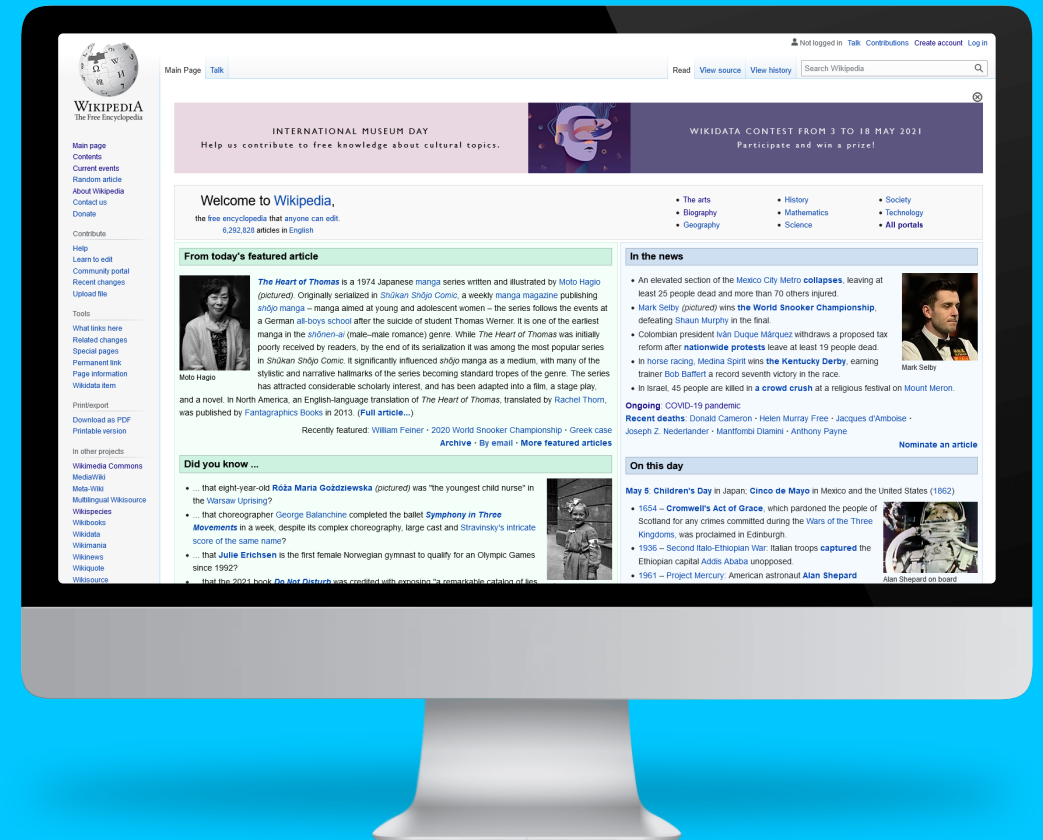 Not logged in Talk Contributions Create account Log in
WIKIPEDIA
The Free Encyclopedia
Main Page Talk
Read View source View history Search Wikipedia
Main page
Contents
Current events
Random article
About Wikipedia
Contact us
Donate
Contribute
Help
Learn to edit
Community portal
Recent changes
Upload file
Tools
What links here
Related changes
Special pages
Permanent link
Page information
Wikidata item
Print/export
Download as PDF
Printable version
In other projects
Wikimedia Commons
MediaWiki
Meta-Wiki
Multilingual Wikisource
Wikispecies
Wikibooks
Wikidata
Wikimania
Wikinews
Wikiquote
Wikisource
INTERNATIONAL MUSEUM DAY
Help us contribute to free knowledge about cultural topics.
WIKIDATA CONTEST FROM 3 TO 18 MAY 2021
Participate and win a prize!
Welcome to Wikipedia,
the free encyclopedia that anyone can edit.
6,292,828 articles in English
• The arts
• Biography
• Geography
• History
• Mathematics
• Science
• Society
• Technology
• All portals
From today's featured article
Moto Hagio
The Heart of Thomas is a 1974 Japanese manga series written and illustrated by Moto Hagio
(pictured). Originally serialized in Shūkan Shōjo Comic, a weekly manga magazine publishing
shōjo manga – manga aimed at young and adolescent women – the series follows the events at
a German all-boys school after the suicide of student Thomas Werner. It is one of the earliest
manga in the shōnen-ai (male–male romance) genre. While The Heart of Thomas was initially
poorly received by readers, by the end of its serialization it was among the most popular series
in Shūkan Shōjo Comic. It significantly influenced shōjo manga as a medium, with many of the
stylistic and narrative hallmarks of the series becoming standard tropes of the genre. The series
has attracted considerable scholarly interest, and has been adapted into a film, a stage play,
and a novel. In North America, an English-language translation of The Heart of Thomas, translated by Rachel Thorn,
was published by Fantagraphics Books in 2013. (Full article...)
Recently featured: William Feiner · 2020 World Snooker Championship · Greek case
Archive · By email · More featured articles
Did you know ...
• ... that eight-year-old Róża Maria Goździewska (pictured) was "the youngest child nurse" in
the Warsaw Uprising?
• ... that choreographer George Balanchine completed the ballet Symphony in Three
Movements in a week, despite its complex choreography, large cast and Stravinsky's intricate
score of the same name?
• ... that Julie Erichsen is the first female Norwegian gymnast to qualify for an Olympic Games
since 1992?
... that the 2021 book Do Not Disturb was credited with exposing "a remarkable catalog of lies
In the news
• An elevated section of the Mexico City Metro collapses, leaving at
least 25 people dead and more than 70 others injured.
• Mark Selby (pictured) wins the World Snooker Championship,
defeating Shaun Murphy in the final.
• Colombian president Iván Duque Márquez withdraws a proposed tax
reform after nationwide protests leave at least 19 people dead.
• In horse racing, Medina Spirit wins the Kentucky Derby, earning
trainer Bob Baffert a record seventh victory in the race.
• In Israel, 45 people are killed in a crowd crush at a religious festival on Mount Meron.
Mark Selby
Ongoing: COVID-19 pandemic
Recent deaths: Donald Cameron · Helen Murray Free · Jacques d'Amboise ·
Joseph Z. Nederlander · Mantfombi Dlamini · Anthony Payne
Nominate an article
On this day
May 5: Children's Day in Japan; Cinco de Mayo in Mexico and the United States (1862)
• 1654 – Cromwell's Act of Grace, which pardoned the people of
Scotland for any crimes committed during the Wars of the Three
Kingdoms, was proclaimed in Edinburgh.
• 1936 – Second Italo-Ethiopian War: Italian troops captured the
Ethiopian capital Addis Ababa unopposed.
• 1961 – Project Mercury: American astronaut Alan Shepard
Alan Shepard on board